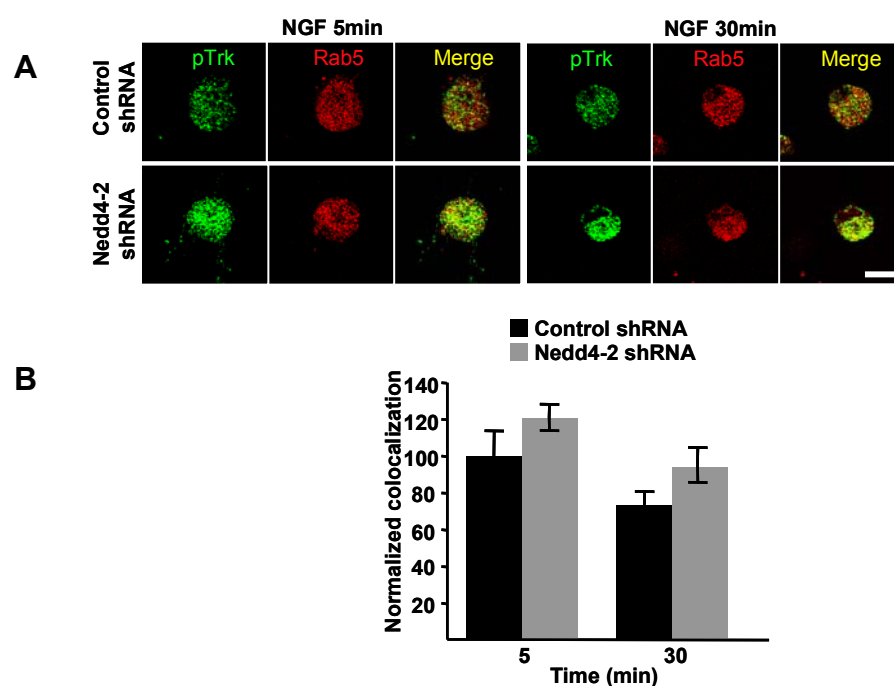 NGF 5min
NGF 30min
A
pTrk
Rab5
Merge
pTrk
Rab5
Merge
Control
shRNA
Nedd4-2
shRNA
Control shRNA
Nedd4-2 shRNA
B
Normalized colocalization
140
120
100
80
60
40
20
5
30
Time (min)